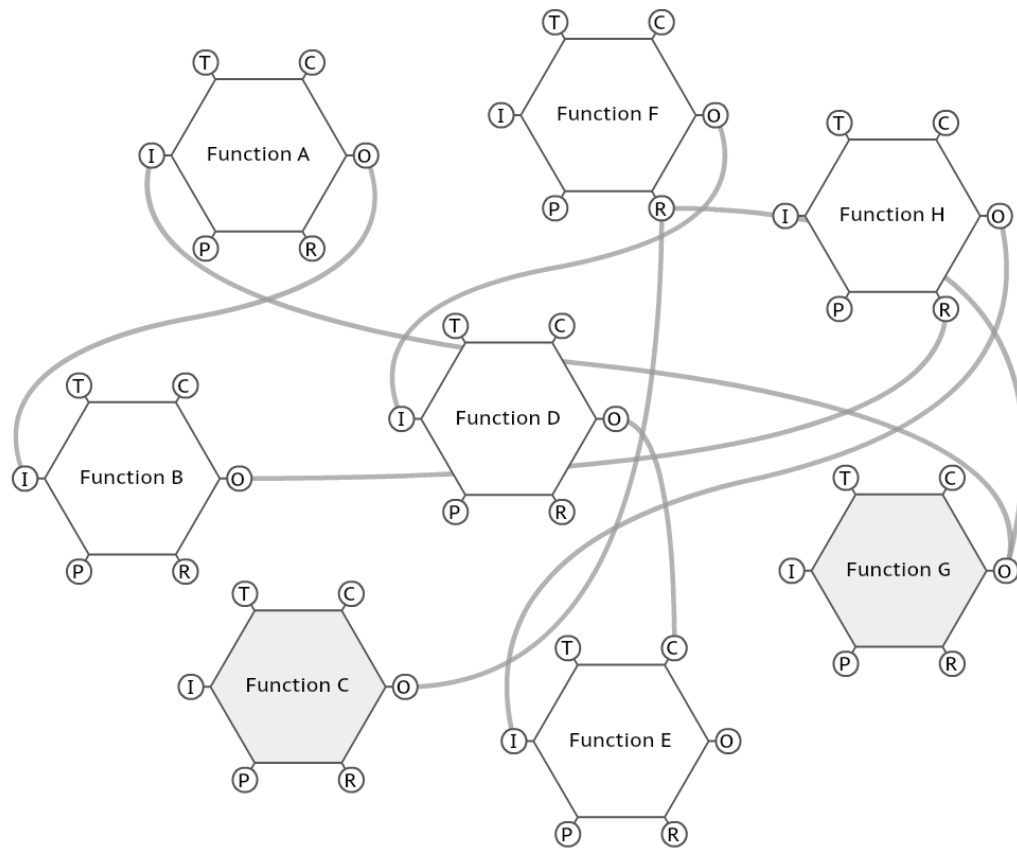 T C
I Function A O
P R
T C
I Function F O
P R
T C
I Function H O
P R
T C
I Function D O
P R
T C
I Function B O
P R
T C
I Function G O
P R
T C
I Function C O
P R
T C
I Function E O
P R